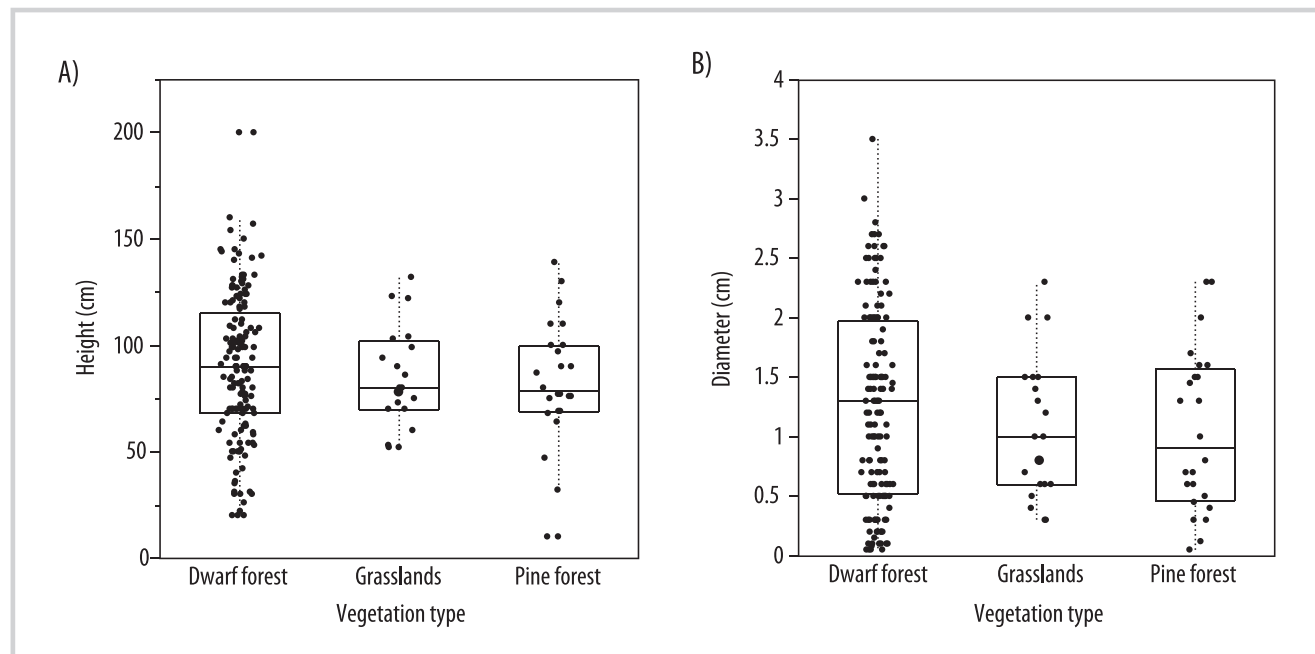 A)
Height (cm)
200
150
100
50
0
Dwarf forest Grasslands Pine forest
Vegetation type
B)
Diameter (cm)
4
3.5
3
2.5
2
1.5
1
0.5
0
Dwarf forest Grasslands Pine forest
Vegetation type